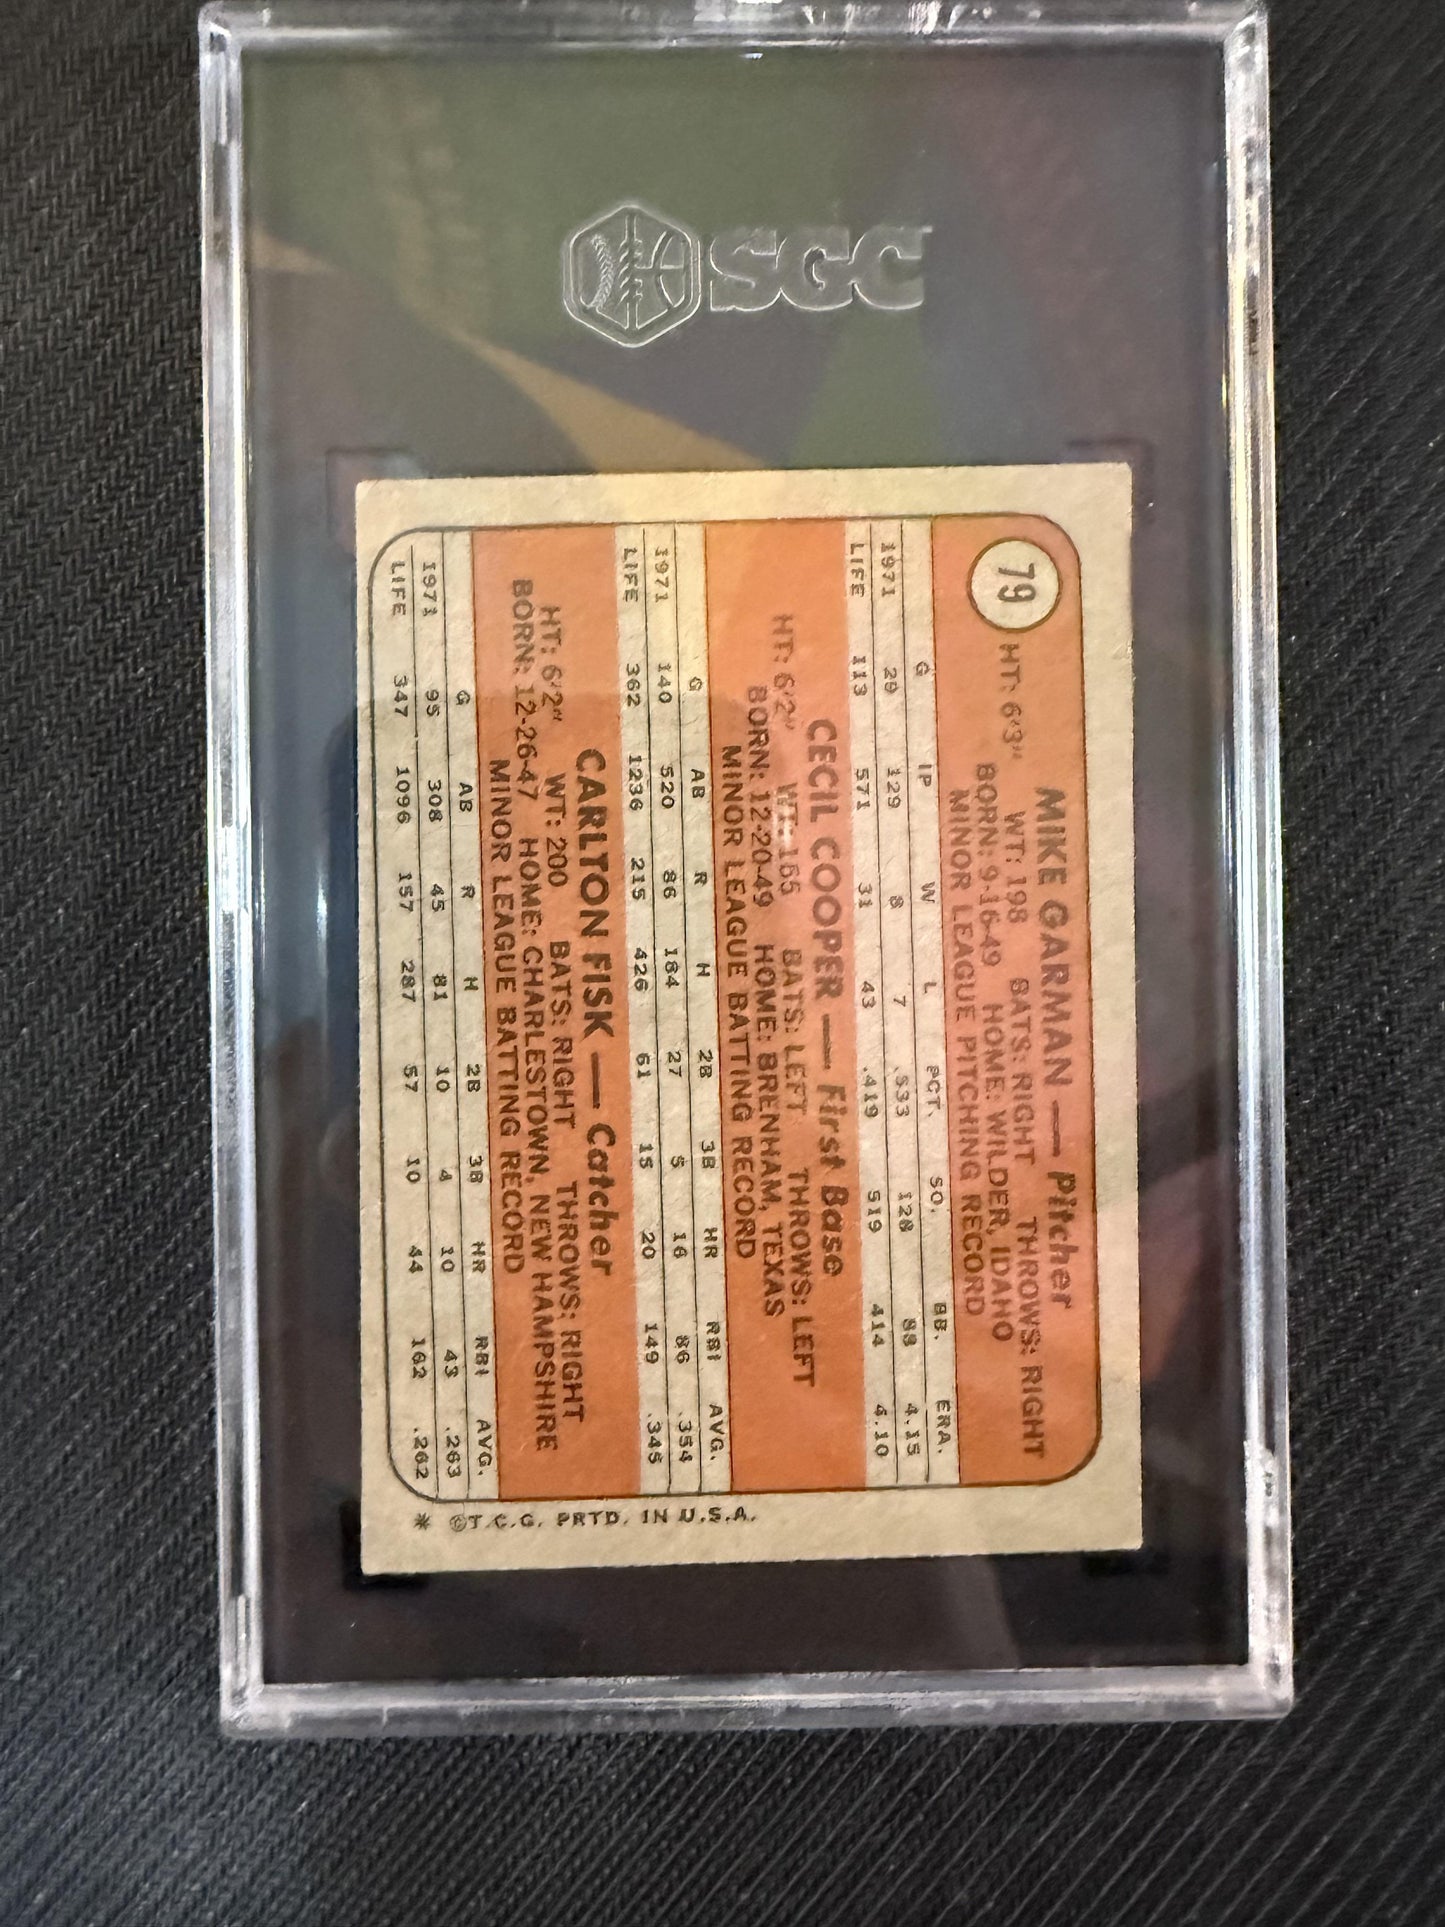 SGC
79
MIKE GARMAN — Pitcher
HT: 6'3" WT: 198 BATS: RIGHT THROWS: RIGHT
BORN: 9-16-49 HOME: WILDER, IDAHO
MINOR LEAGUE PITCHING RECORD
G IP W L PCT. SO. BB. ERA.
1971 29 129 8 7 .533 128 88 4.15
LIFE 113 571 31 43 .419 519 414 4.10
CECIL COOPER — First Base
HT: 6'2" WT: 165 BATS: LEFT THROWS: LEFT
BORN: 12-20-49 HOME: BRENHAM, TEXAS
MINOR LEAGUE BATTING RECORD
G AB R H 2B 3B HR RBI AVG.
1971 140 520 86 184 27 5 16 86 .354
LIFE 362 1236 215 426 61 15 20 149 .345
CARLTON FISK — Catcher
HT: 6'2" WT: 200 BATS: RIGHT THROWS: RIGHT
BORN: 12-26-47 HOME: CHARLESTOWN, NEW HAMPSHIRE
MINOR LEAGUE BATTING RECORD
G AB R H 2B 3B HR RBI AVG.
1971 95 308 45 81 10 4 10 43 .263
LIFE 347 1096 157 287 57 10 44 162 .262
* ©T.C.G. PRTD. IN U.S.A.